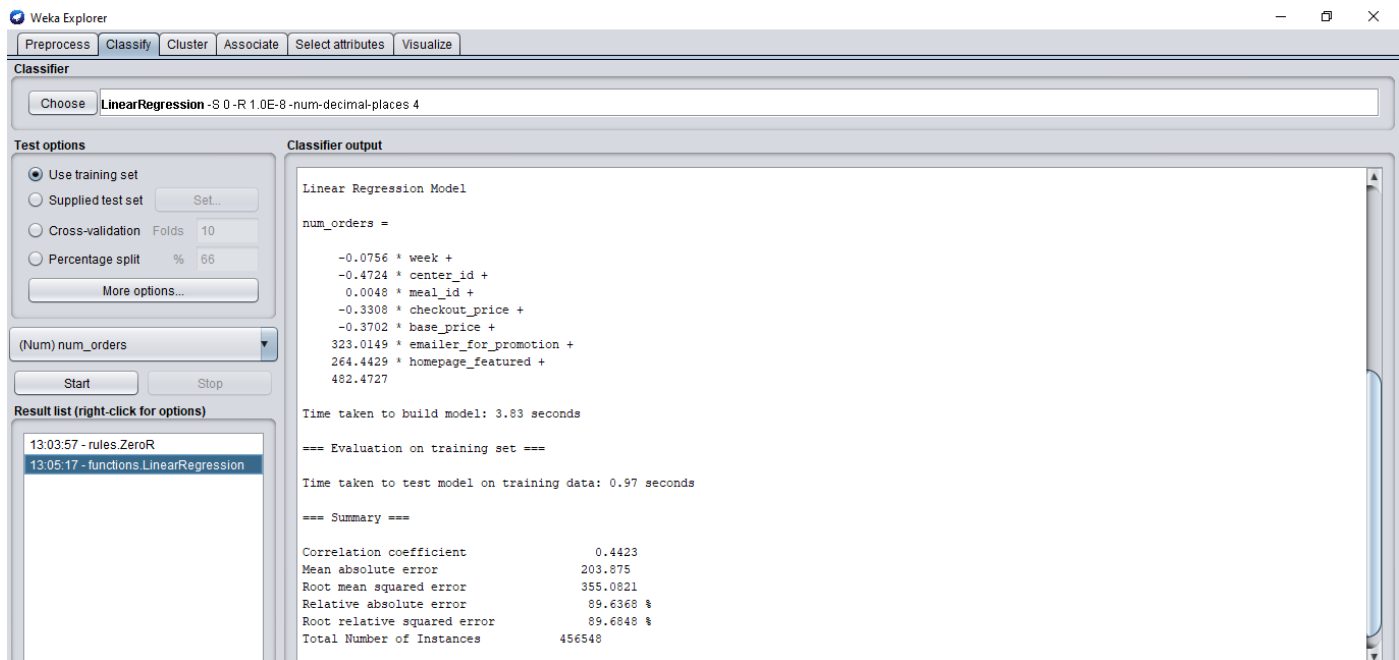 Weka Explorer
Preprocess Classify Cluster Associate Select attributes Visualize
Classifier
Choose LinearRegression -S 0 -R 1.0E-8 -num-decimal-places 4
Test options
Use training set
Supplied test set Set...
Cross-validation Folds 10
Percentage split % 66
More options...
(Num) num_orders
Start Stop
Result list (right-click for options)
13:03:57 - rules.ZeroR
13:05:17 - functions.LinearRegression
Classifier output
Linear Regression Model
num_orders =
-0.0756 * week +
-0.4724 * center_id +
0.0048 * meal_id +
-0.3308 * checkout_price +
-0.3702 * base_price +
323.0149 * emailer_for_promotion +
264.4429 * homepage_featured +
482.4727
Time taken to build model: 3.83 seconds
=== Evaluation on training set ===
Time taken to test model on training data: 0.97 seconds
=== Summary ===
Correlation coefficient 0.4423
Mean absolute error 203.875
Root mean squared error 355.0821
Relative absolute error 89.6368 %
Root relative squared error 89.6848 %
Total Number of Instances 456548